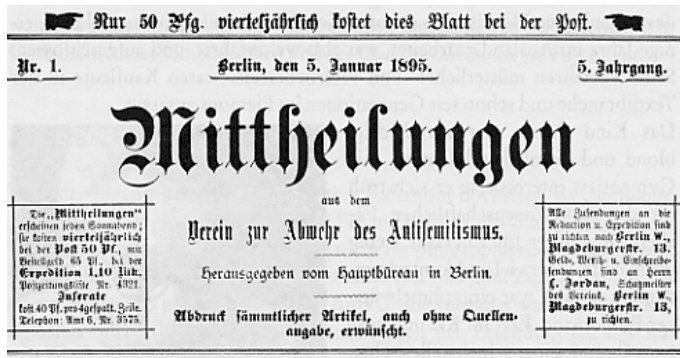 Nur 50 Pfg. vierteljährlich kostet dies Blatt bei der Post.
Nr. 1.
Berlin, den 5. Januar 1895.
5. Jahrgang.
Mittheilungen
aus dem
Verein zur Abwehr des Antisemitismus.
Herausgegeben vom Hauptbüreau in Berlin.
Abdruck sämmtlicher Artikel, auch ohne Quellen-
angabe, erwünscht.
Die „Mittheilungen"
erscheinen jeden Sonnabend;
sie kosten vierteljährlich
bei der Post 50 Pf., mit
Bestellgeld 65 Pf., bei der
Expedition 1,10 Mk.
Postzeitungsliste Nr. 4321.
Inserate
kost. 40 Pf. pro 4gespalt. Zeile.
Telephon: Amt 6, Nr. 3575.
Alle Zusendungen an die
Redaction u. Expedition sind
zu richten nach Berlin W.,
Magdeburgerstr. 13.
Geld-, Werth- u. Einschreibe-
sendungen sind an Herrn
L. Jordan, Schatzmeister
des Vereins, Berlin W.,
Magdeburgerstr. 13,
zu richten.